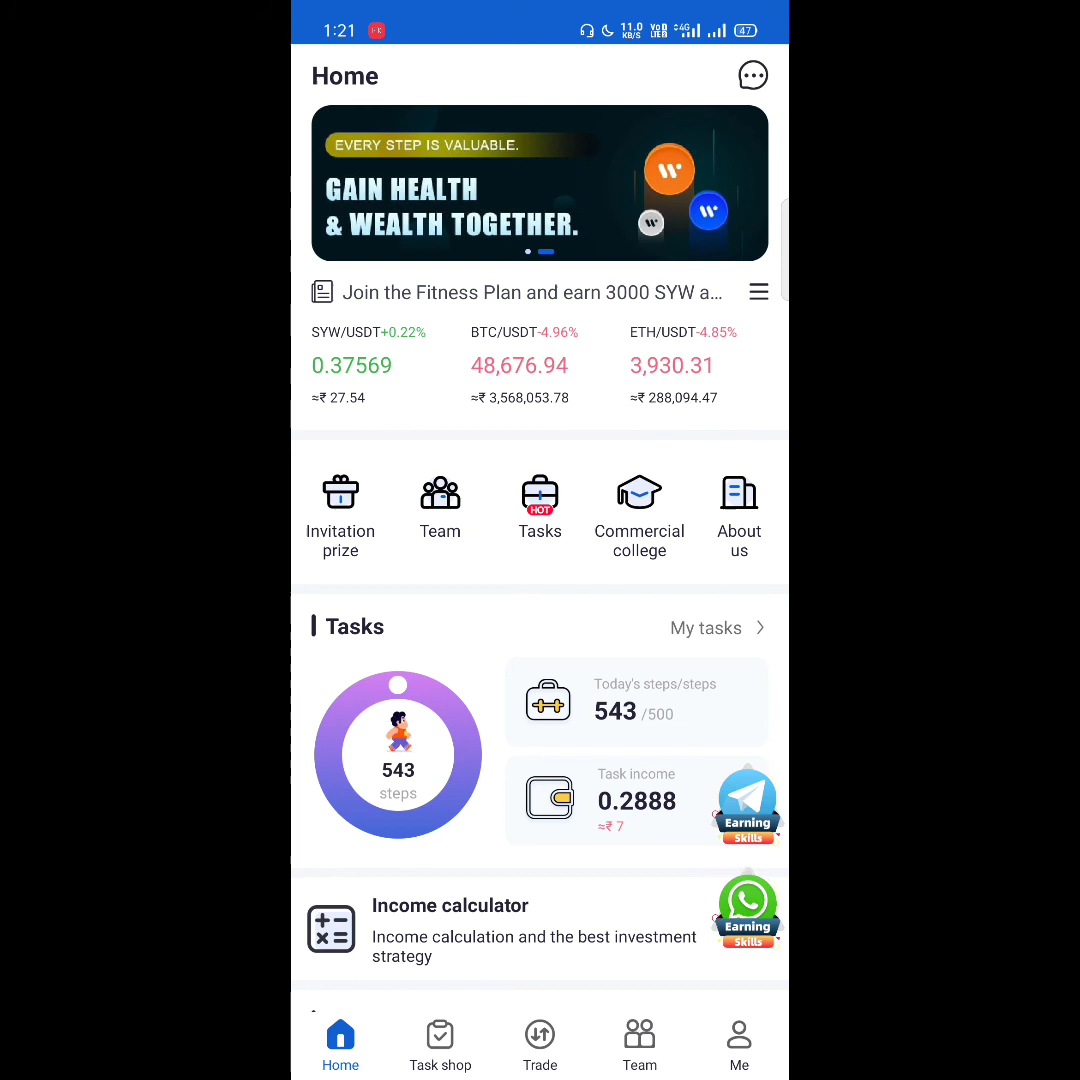 1:21
11.0
KB/S
4G
47
Home
EVERY STEP IS VALUABLE.
GAIN HEALTH
& WEALTH TOGETHER.
Join the Fitness Plan and earn 3000 SYW a...
SYW/USDT+0.22% BTC/USDT-4.96% ETH/USDT-4.85%
0.37569 48,676.94 3,930.31
≈₹ 27.54 ≈₹ 3,568,053.78 ≈₹ 288,094.47
HOT
Invitation Team Tasks Commercial About
prize college us
Tasks My tasks
Today's steps/steps
543 /500
543
steps
Task income
0.2888
≈₹ 7
Earning
Skills
Income calculator
Income calculation and the best investment
strategy
Earning
Skills
Home Task shop Trade Team Me